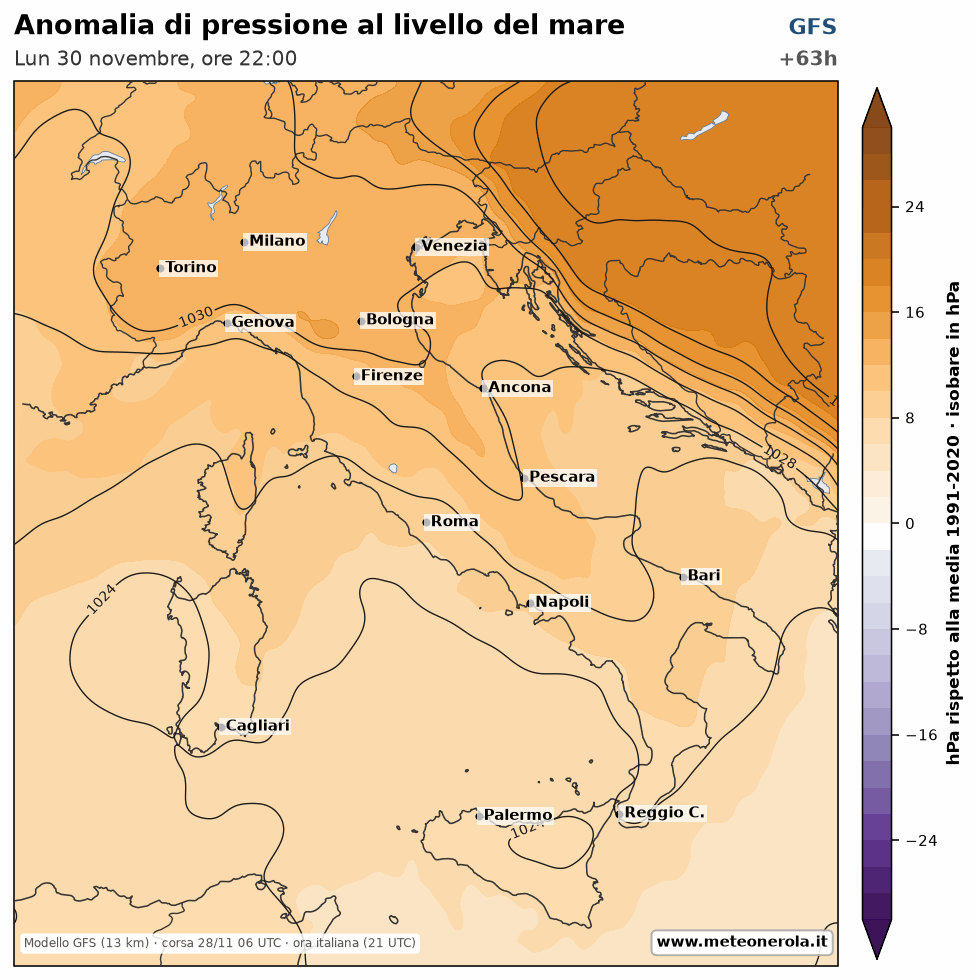 Anomalia di pressione al livello del mare
GFS
Lun 30 novembre, ore 22:00
+63h
Milano
Venezia
Torino
1030
Genova
Bologna
Firenze
Ancona
1028
Pescara
Roma
Bari
1024
Napoli
Cagliari
Palermo
Reggio C.
24
16
8
0
−8
−16
−24
hPa rispetto alla media 1991-2020 · isobare in hPa
Modello GFS (13 km) · corsa 28/11 06 UTC · ora italiana (21 UTC)
www.meteonerola.it